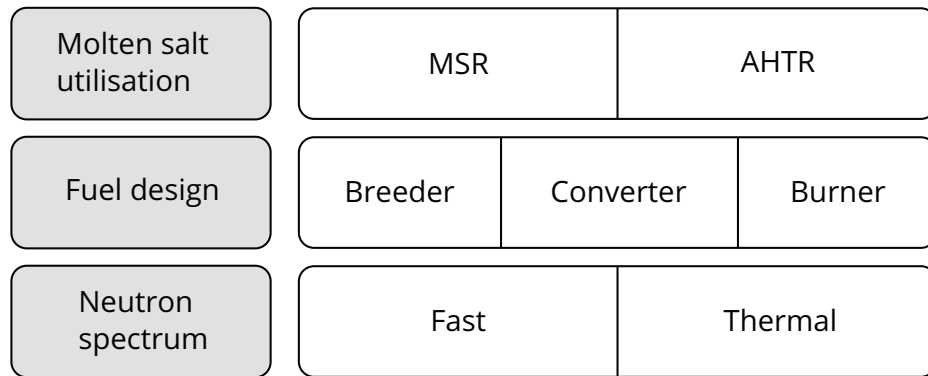 Molten salt
utilisation
MSR
AHTR
Fuel design
Breeder
Converter
Burner
Neutron
spectrum
Fast
Thermal